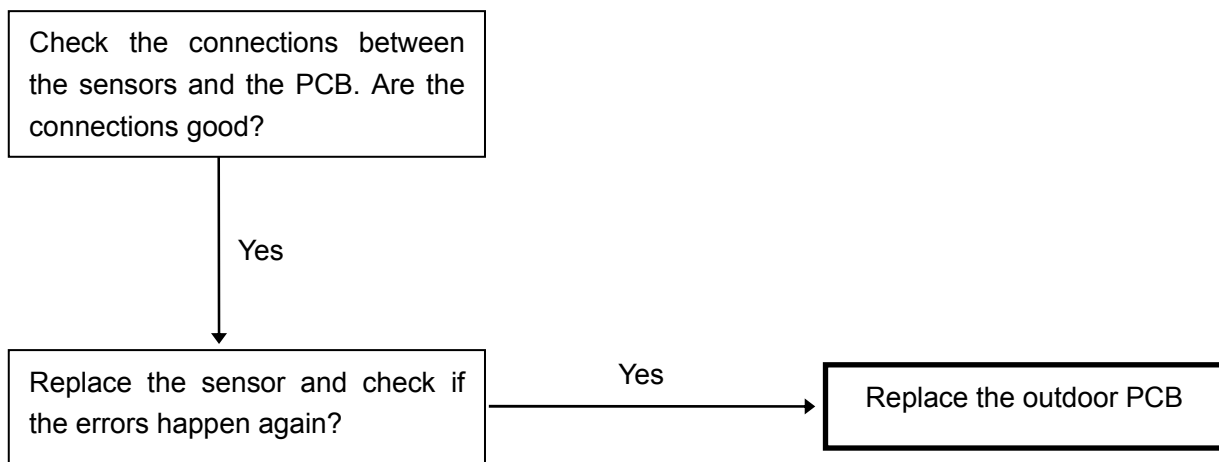 Check the connections between
the sensors and the PCB. Are the
connections good?
Yes
Replace the sensor and check if
the errors happen again?
Yes
Replace the outdoor PCB